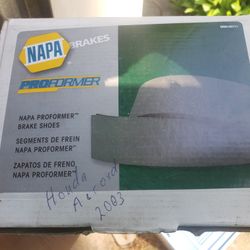 NAPA BRAKES
PROFORMER
NAPA PROFORMER™
BRAKE SHOES
SEGMENTS DE FREIN
NAPA PROFORMER™
ZAPATOS DE FRENO
NAPA PROFORMER™
Honda
Accord
2003